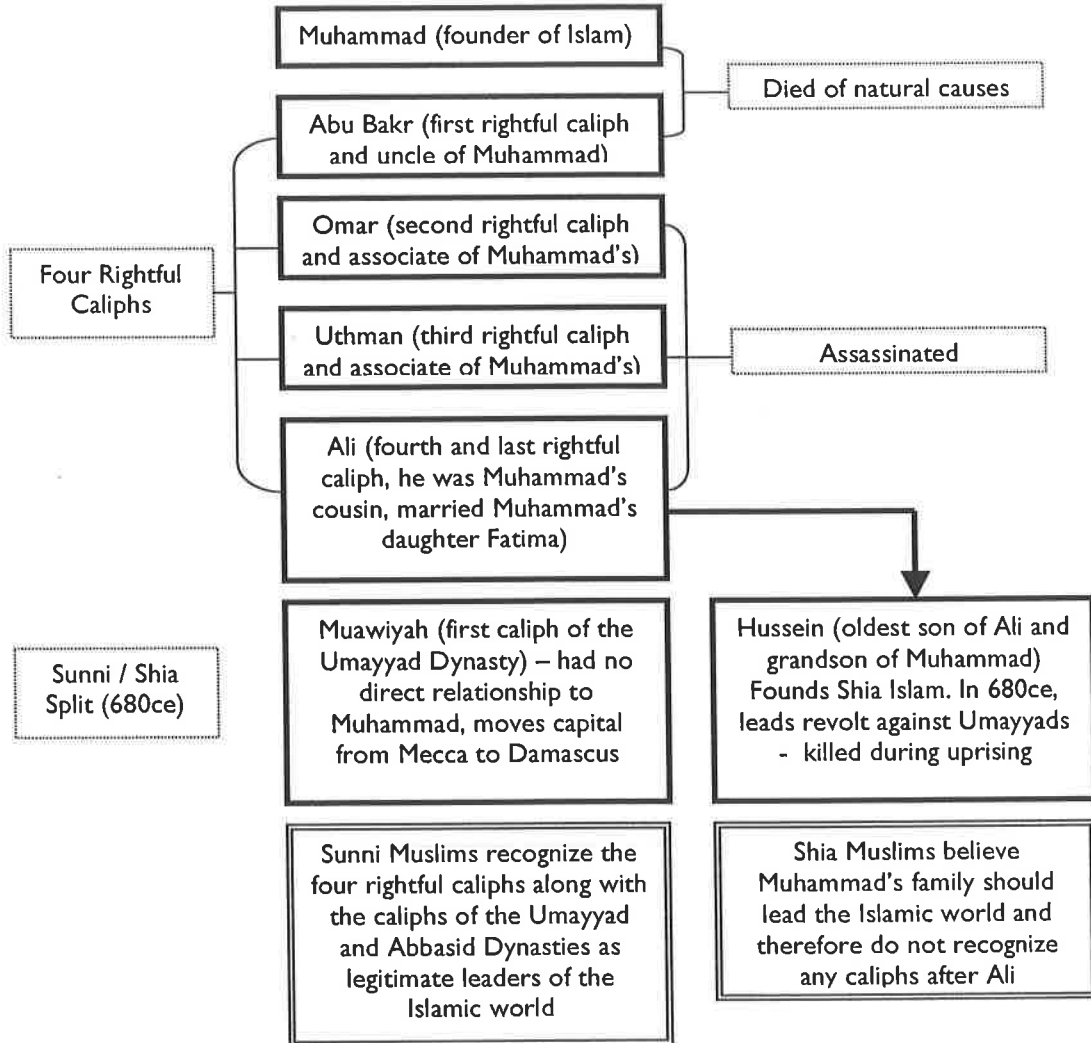 Muhammad (founder of Islam)
Died of natural causes
Abu Bakr (first rightful caliph
and uncle of Muhammad)
Omar (second rightful caliph
and associate of Muhammad's)
Four Rightful
Caliphs
Uthman (third rightful caliph
and associate of Muhammad's)
Assassinated
Ali (fourth and last rightful
caliph, he was Muhammad's
cousin, married Muhammad's
daughter Fatima)
Sunni / Shia
Split (680ce)
Muawiyah (first caliph of the
Umayyad Dynasty) – had no
direct relationship to
Muhammad, moves capital
from Mecca to Damascus
Hussein (oldest son of Ali and
grandson of Muhammad)
Founds Shia Islam. In 680ce,
leads revolt against Umayyads
- killed during uprising
Sunni Muslims recognize the
four rightful caliphs along with
the caliphs of the Umayyad
and Abbasid Dynasties as
legitimate leaders of the
Islamic world
Shia Muslims believe
Muhammad's family should
lead the Islamic world and
therefore do not recognize
any caliphs after Ali